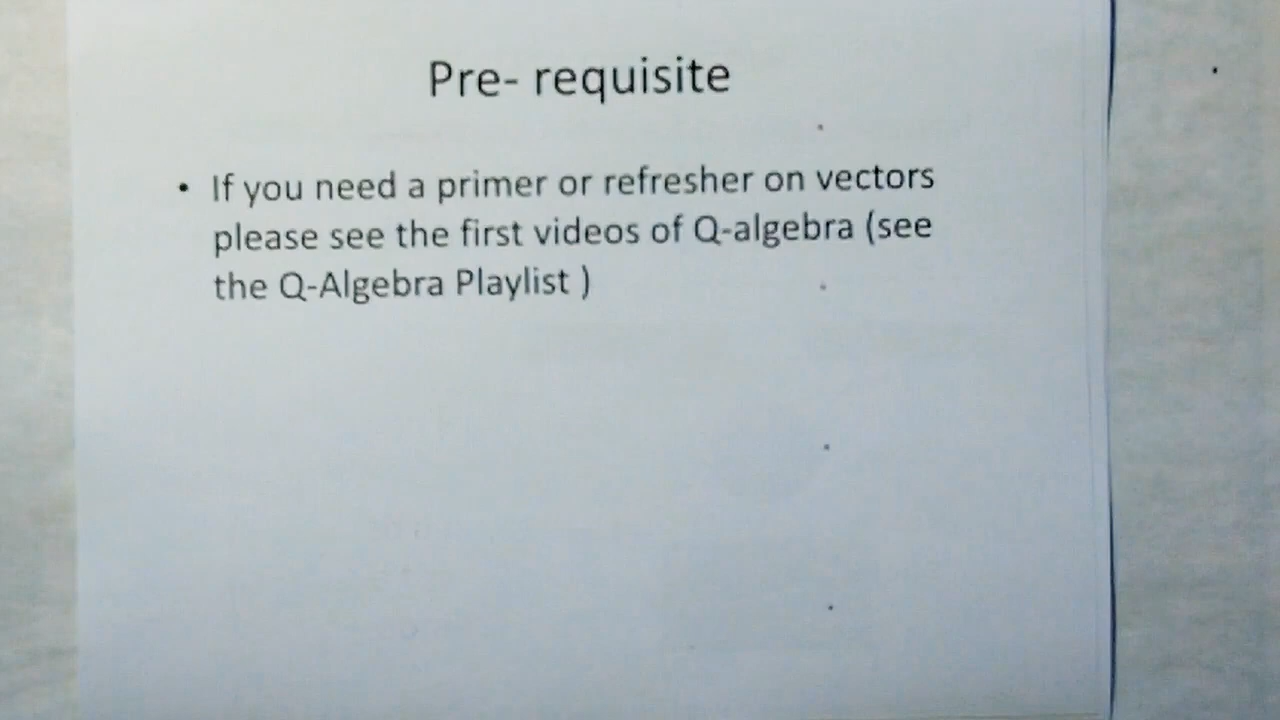 Pre- requisite
• If you need a primer or refresher on vectors
please see the first videos of Q-algebra (see
the Q-Algebra Playlist )